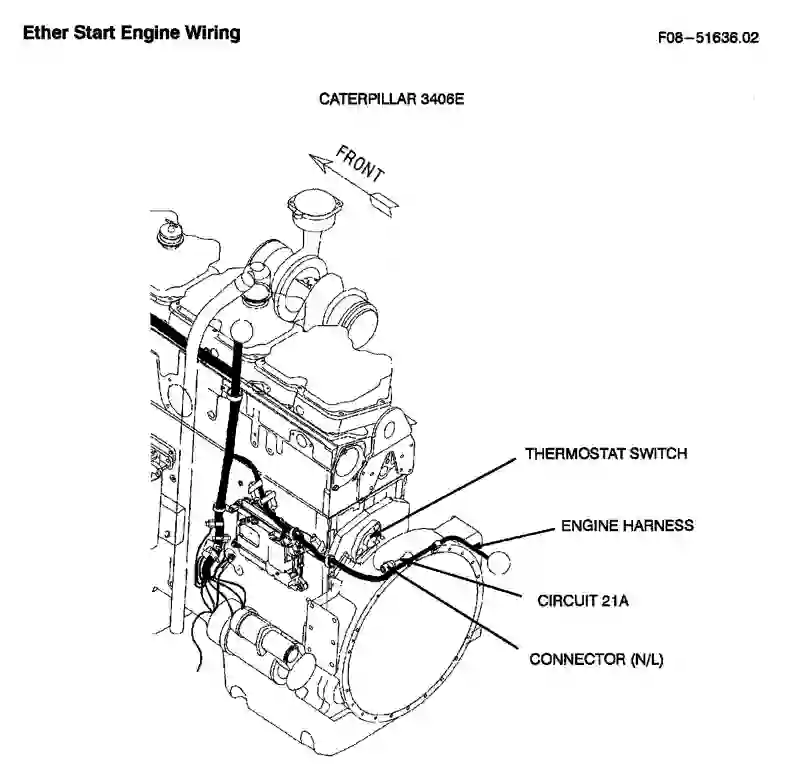 Ether Start Engine Wiring
F08-51636.02
CATERPILLAR 3406E
FRONT
THERMOSTAT SWITCH
ENGINE HARNESS
CIRCUIT 21A
CONNECTOR (N/L)